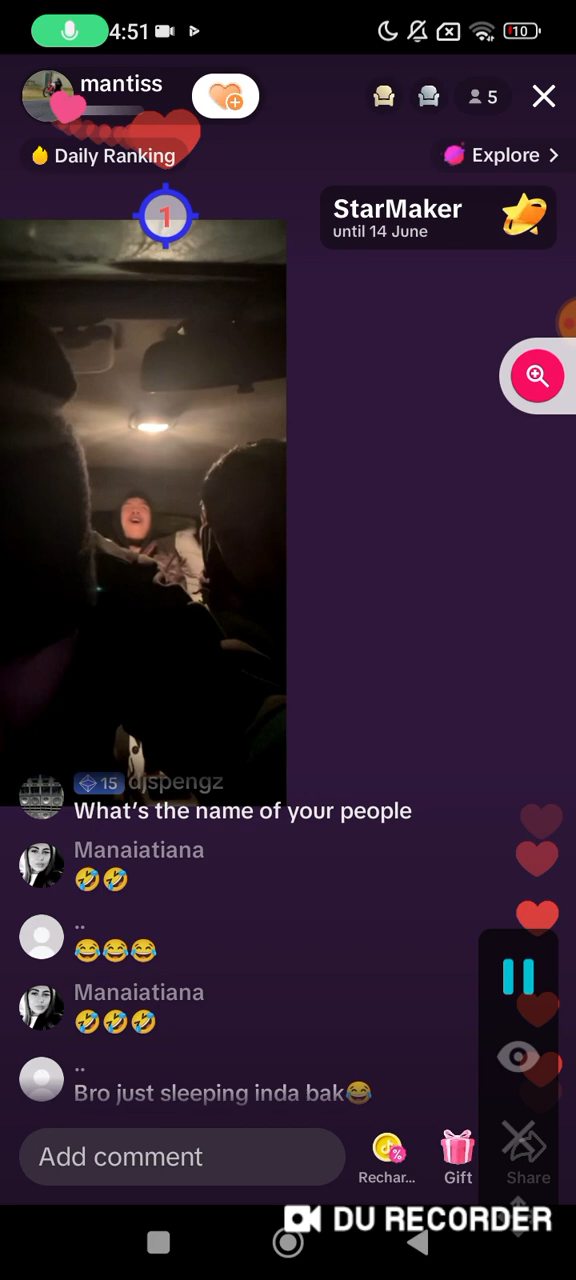 4:51
10
mantiss
5
Daily Ranking
Explore
1
StarMaker
until 14 June
15 djspengz
What's the name of your people
Manaiatiana
🤣🤣
..
😂😂😂
Manaiatiana
🤣🤣🤣
..
Bro just sleeping inda bak😂
Add comment
Rechar...
Gift
Share
DU RECORDER